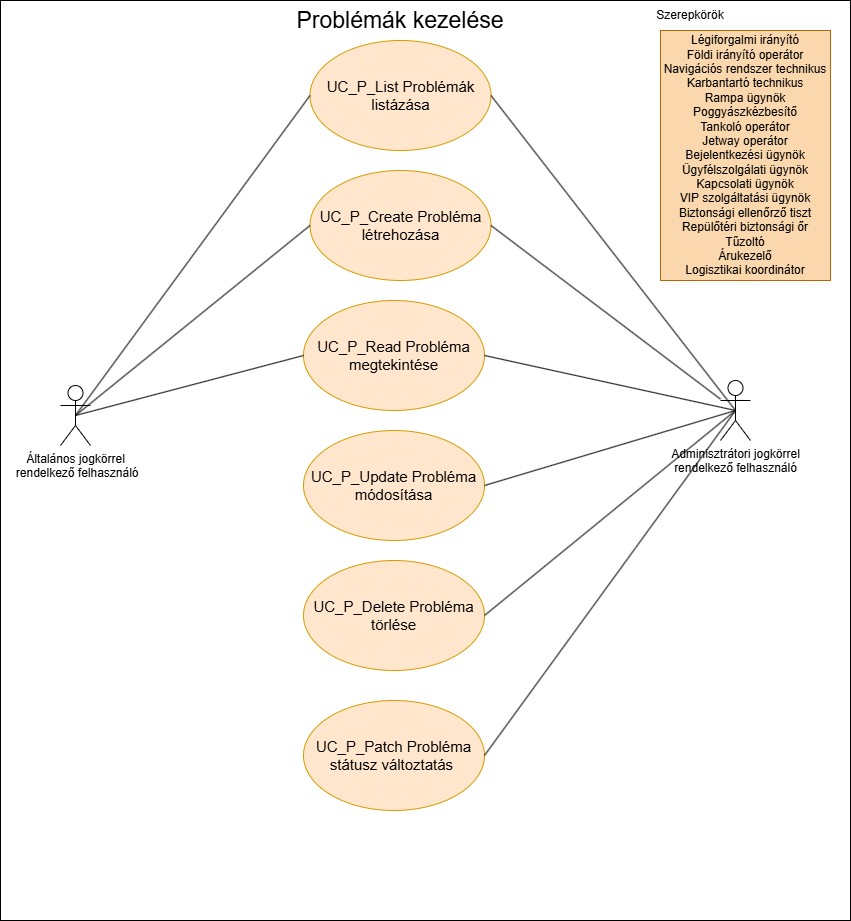 Problémák kezelése
Szerepkörök
Légiforgalmi irányító
Földi irányító operátor
Navigációs rendszer technikus
Karbantartó technikus
Rampa ügynök
Poggyászkézbesítő
Tankoló operátor
Jetway operátor
Bejelentkezési ügynök
Ügyfélszolgálati ügynök
Kapcsolati ügynök
VIP szolgáltatási ügynök
Biztonsági ellenőrző tiszt
Repülőtéri biztonsági őr
Tűzoltó
Árukezelő
Logisztikai koordinátor
UC_P_List Problémák
listázása
UC_P_Create Probléma
létrehozása
UC_P_Read Probléma
megtekintése
Általános jogkörrel
rendelkező felhasználó
Adminisztrátori jogkörrel
rendelkező felhasználó
UC_P_Update Probléma
módosítása
UC_P_Delete Probléma
törlése
UC_P_Patch Probléma
státusz változtatás